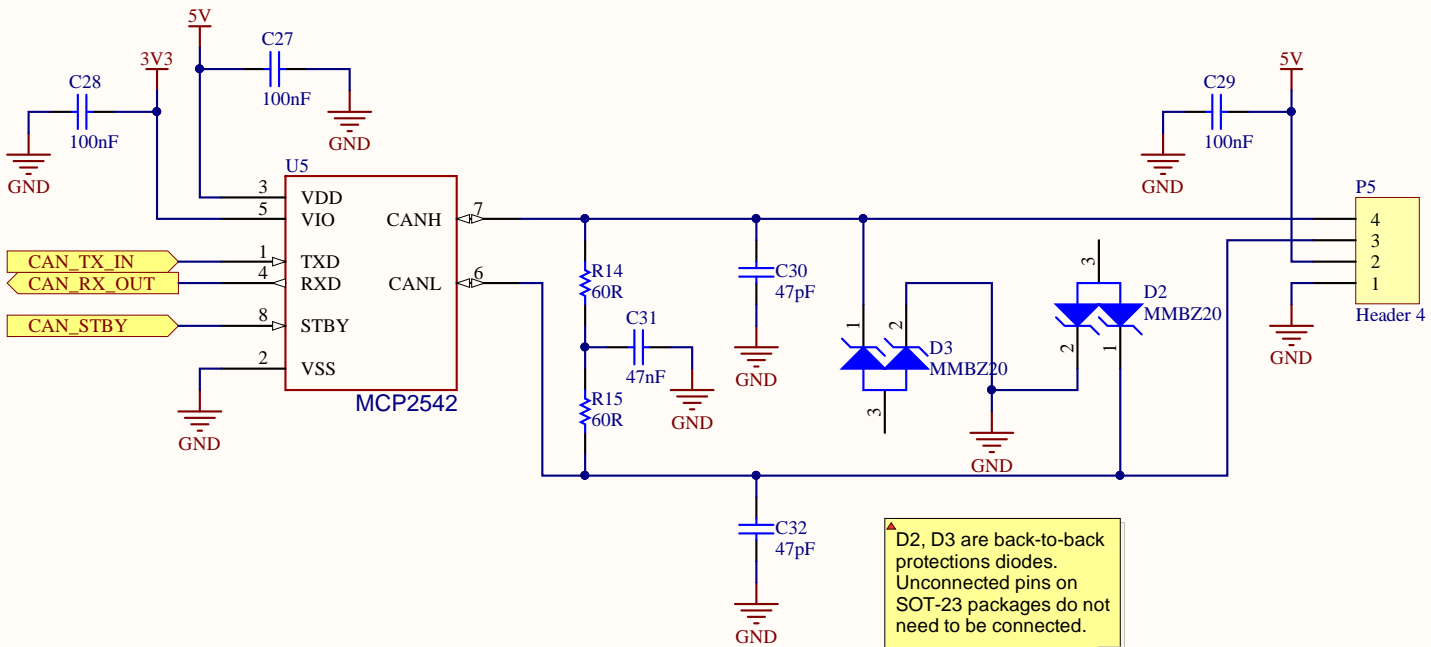 5V
C27
100nF
GND
3V3
C28
100nF
GND
U5
3 VDD
5 VIO
CANH 7
CAN_TX_IN 1 TXD
CAN_RX_OUT 4 RXD
CANL 6
CAN_STBY 8 STBY
2 VSS
MCP2542
GND
R14
60R
C31
47nF
GND
R15
60R
C30
47pF
GND
C32
47pF
GND
1
2
D3
MMBZ20
3
GND
3
D2
MMBZ20
2
1
5V
C29
100nF
GND
P5
4
3
2
1
Header 4
GND
D2, D3 are back-to-back
protections diodes.
Unconnected pins on
SOT-23 packages do not
need to be connected.